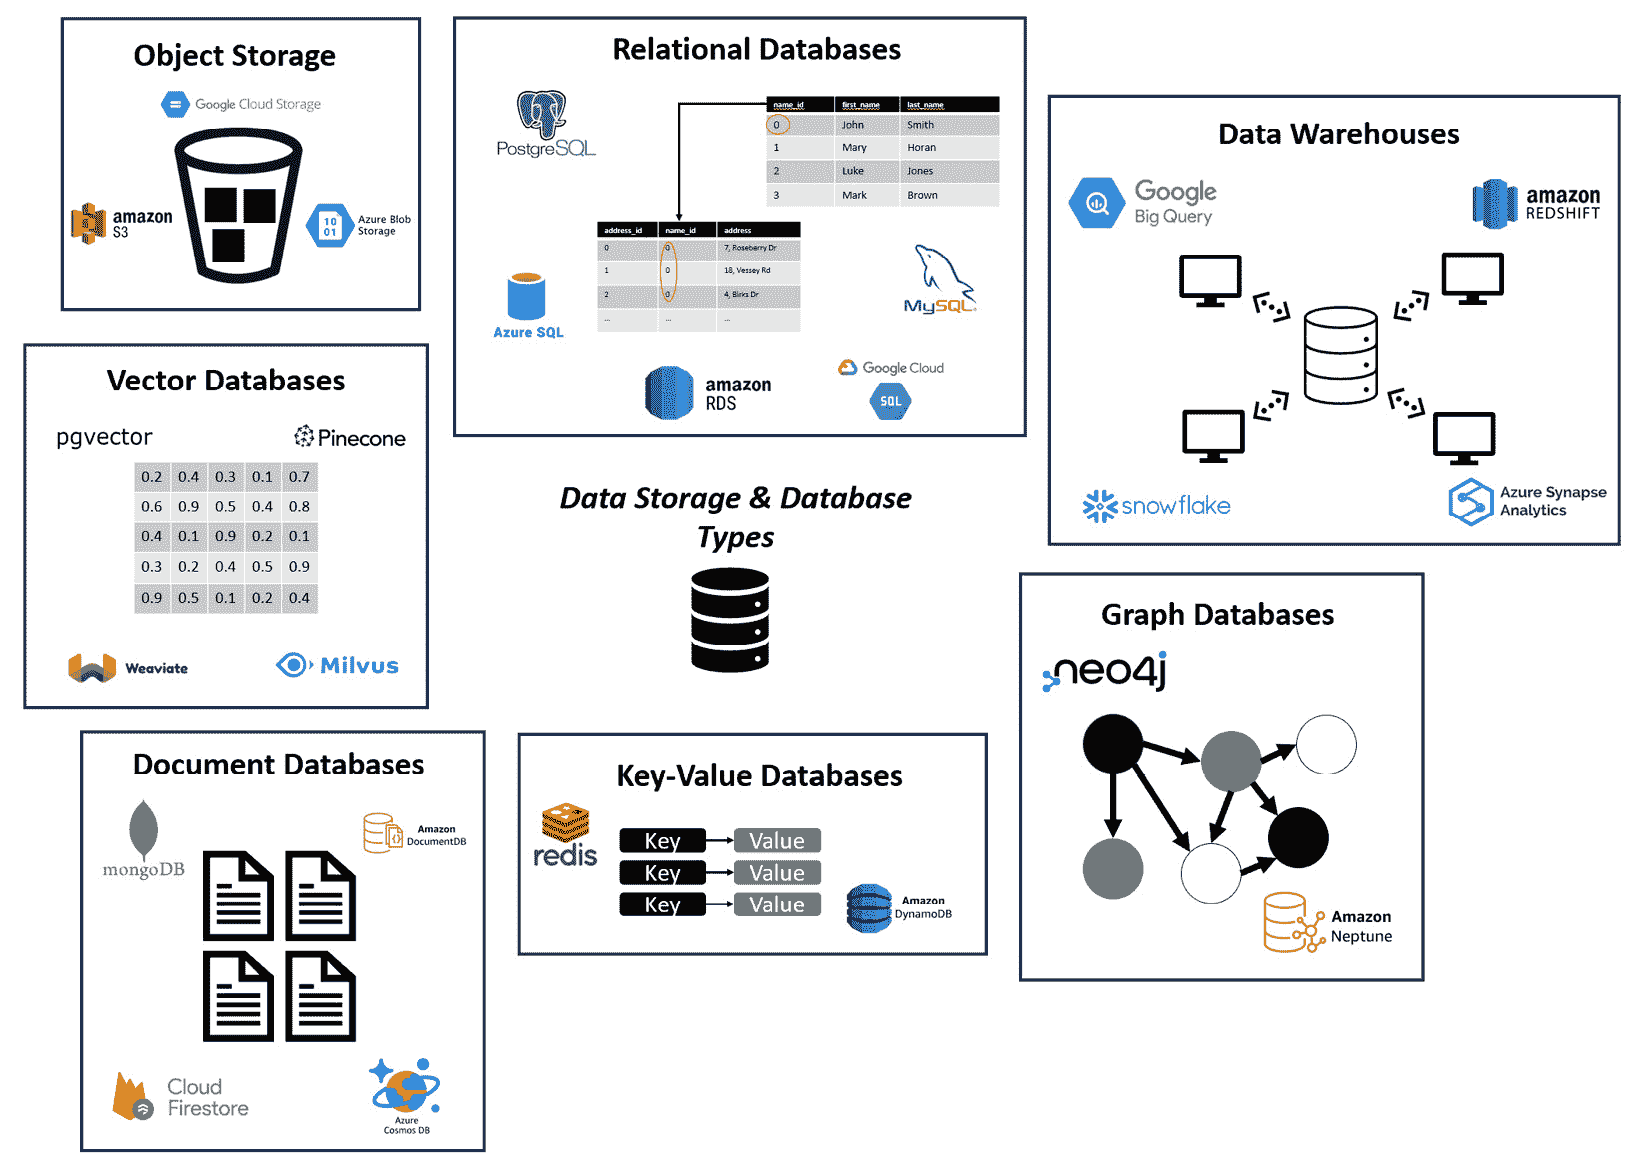 Object Storage
Google Cloud Storage
amazon
S3
10
01
Azure Blob
Storage
Relational Databases
PostgreSQL
name_id first_name last_name
0 John Smith
1 Mary Horan
2 Luke Jones
3 Mark Brown
address_id name_id address
0 0 7, Roseberry Dr
1 0 18, Vessey Rd
2 0 4, Binks Dr
... ... ...
Azure SQL
MySQL
amazon
RDS
Google Cloud
SQL
Data Warehouses
Google
Big Query
amazon
REDSHIFT
snowflake
Azure Synapse
Analytics
Vector Databases
pgvector
Pinecone
0.2 0.4 0.3 0.1 0.7
0.6 0.9 0.5 0.4 0.8
0.4 0.1 0.9 0.2 0.1
0.3 0.2 0.4 0.5 0.9
0.9 0.5 0.1 0.2 0.4
Weaviate
Milvus
Data Storage & Database
Types
Graph Databases
neo4j
Amazon
Neptune
Document Databases
mongoDB
{}
Amazon
DocumentDB
Cloud
Firestore
Azure
Cosmos DB
Key-Value Databases
redis
Key Value
Key Value
Key Value
Amazon
DynamoDB